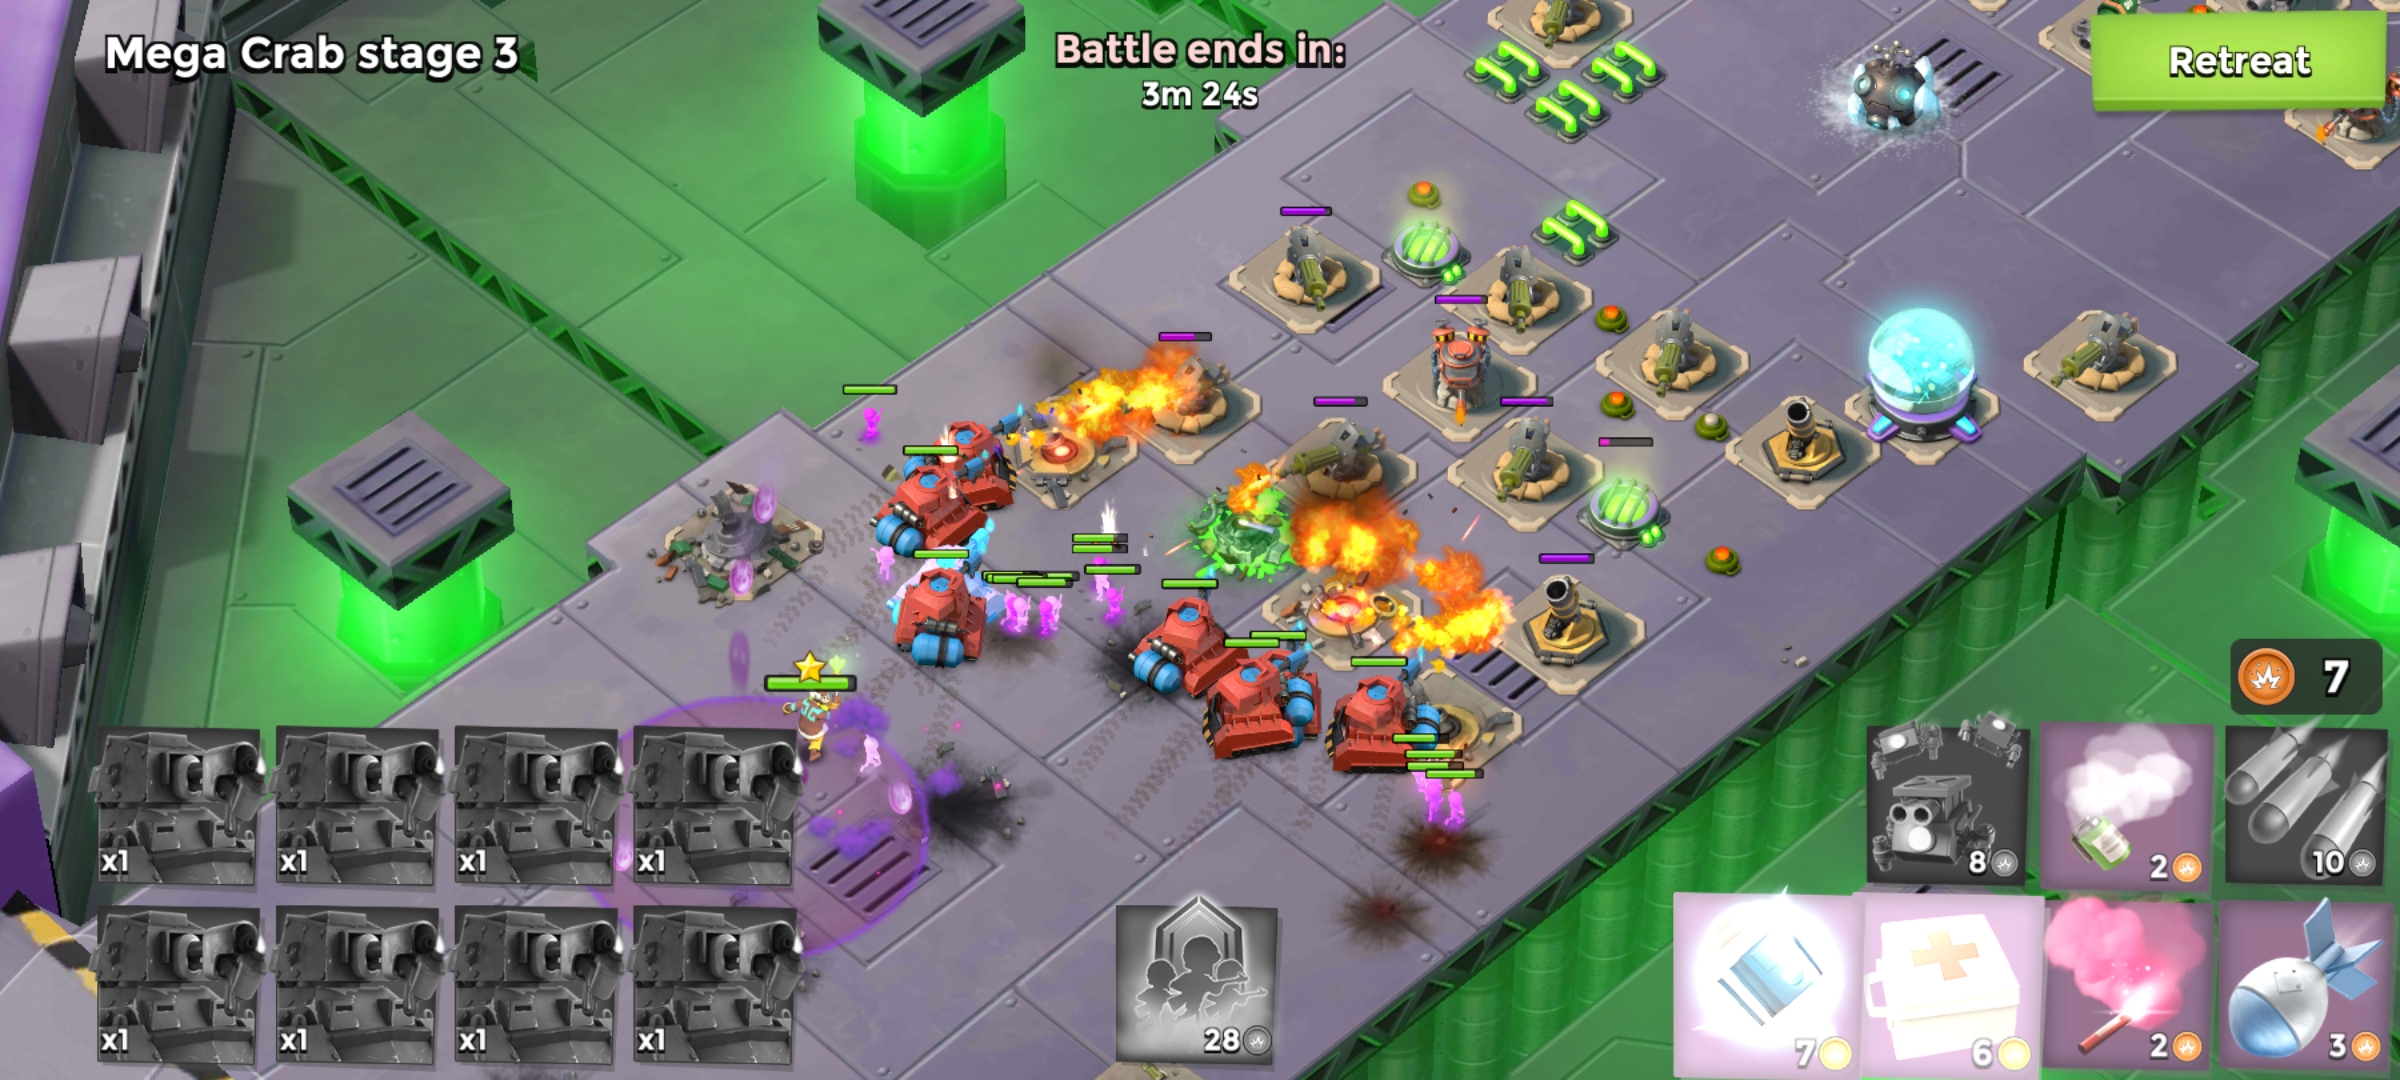 Mega Crab stage 3
Battle ends in:
3m 24s
Retreat
7
x1
x1
x1
x1
8
2
10
x1
x1
x1
x1
28
7
6
2
3